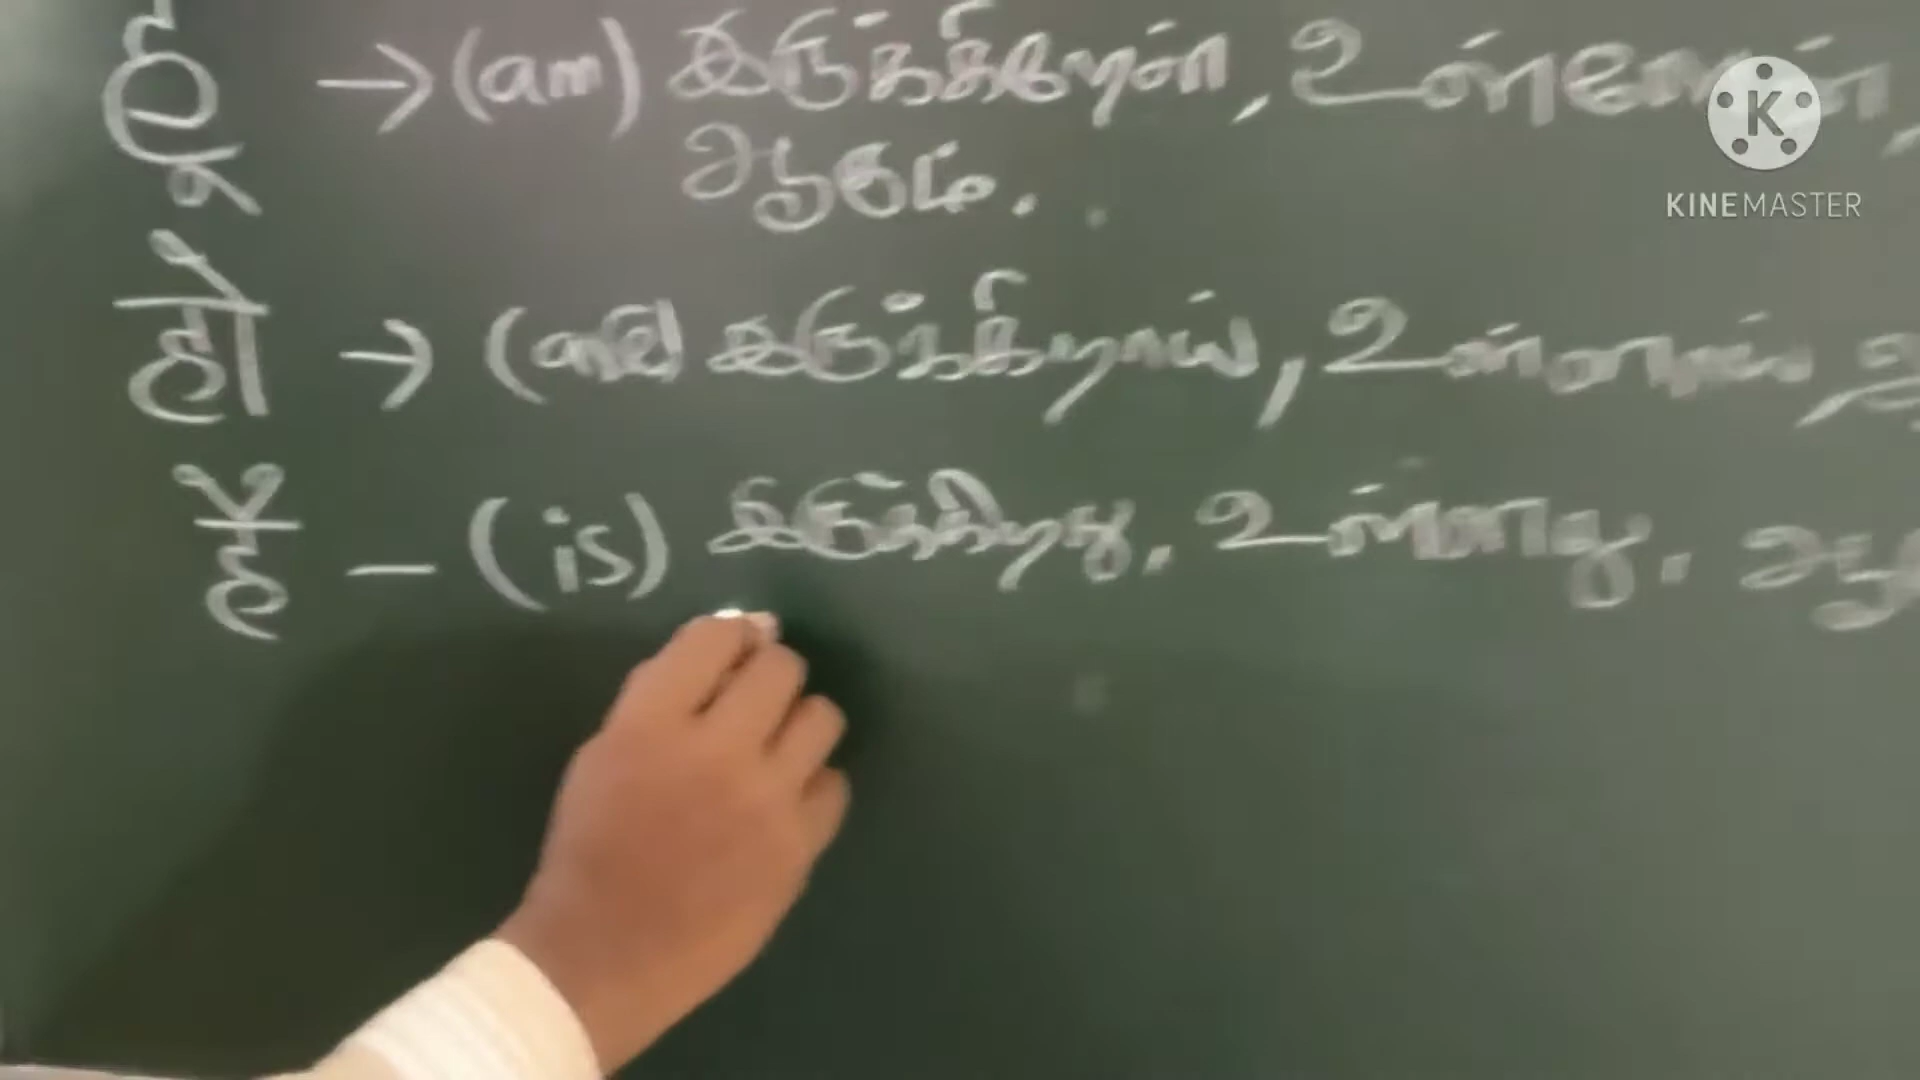 हूँ → (am) இருக்கிறேன், உள்ளேன்,
ஆகும்.
हो → (are) இருக்கிறாய், உள்ளாய்,
है - (is) இருக்கிறது. உள்ளது.
K
KINEMASTER